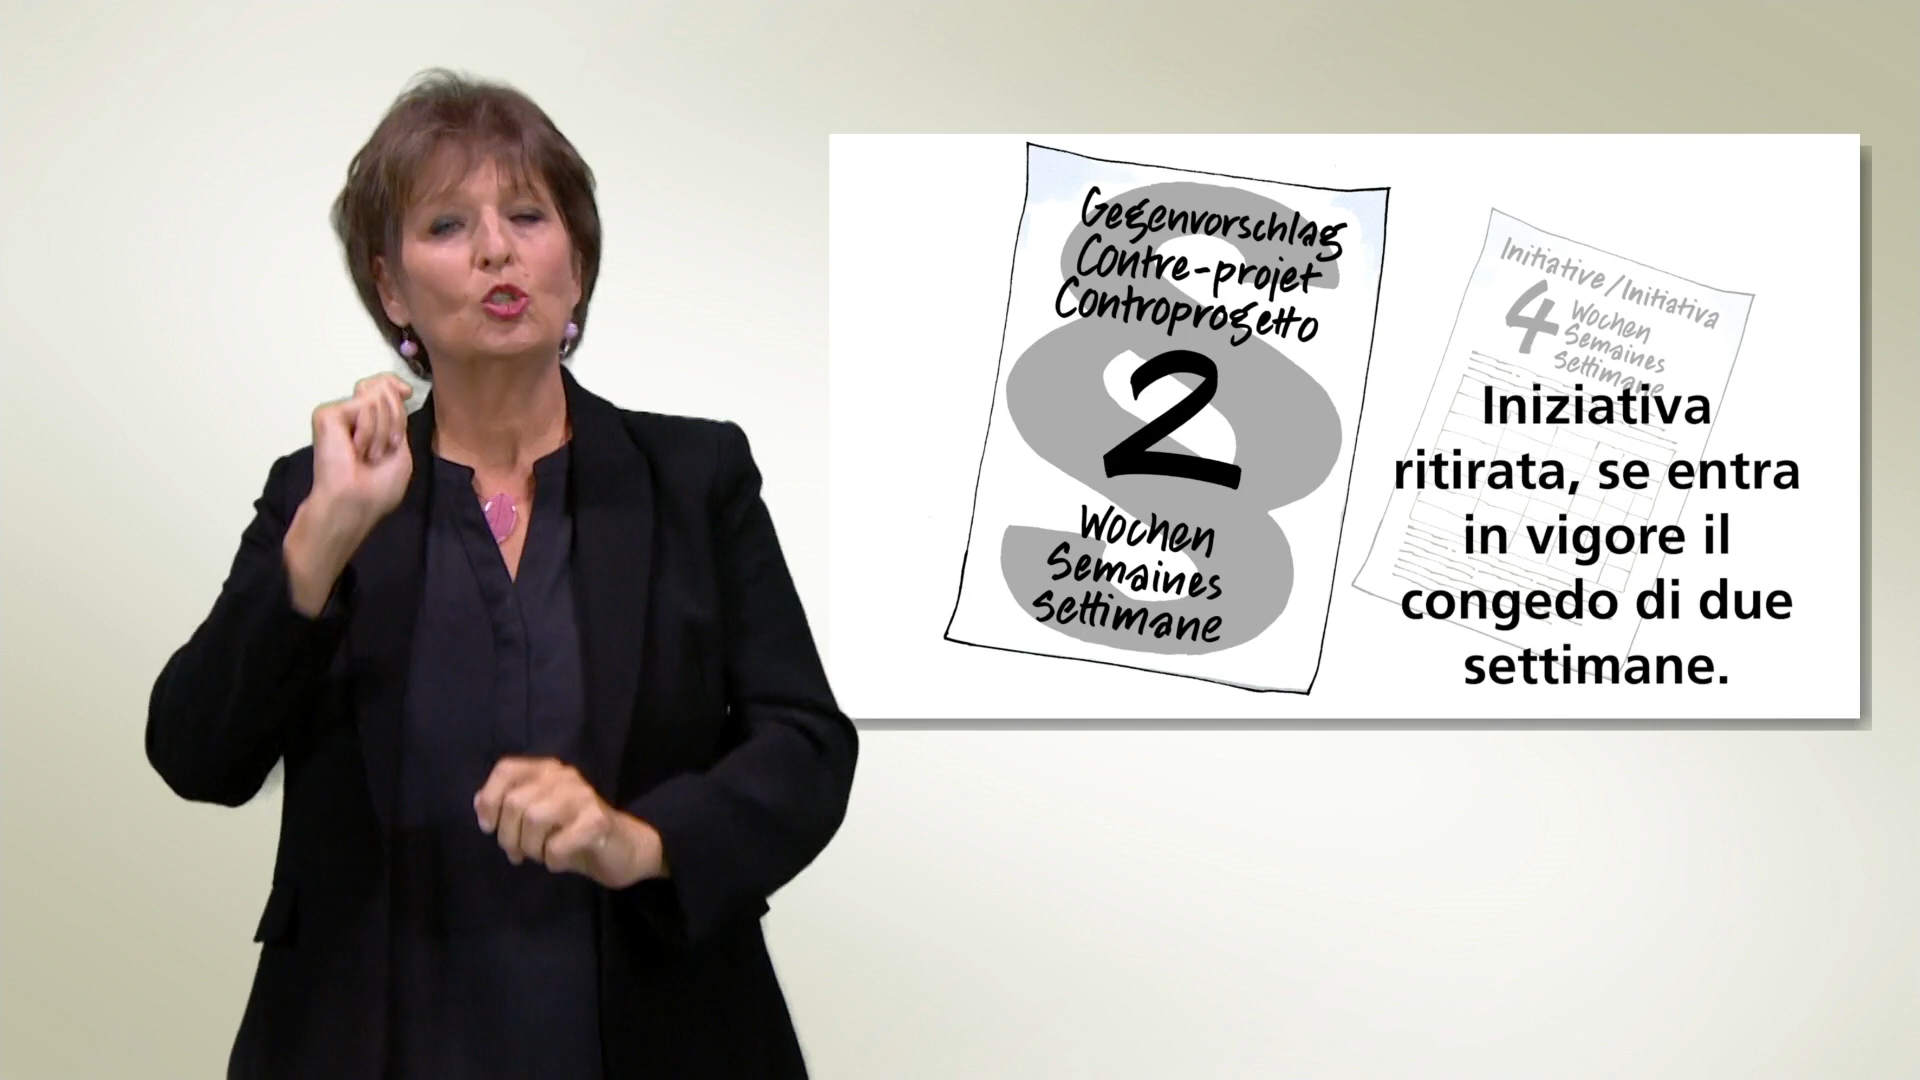 Gegenvorschlag
Contre-projet
Controprogetto
2
Wochen
Semaines
Settimane
Initiative/Initiativa
4 Wochen
Semaines
Settimane
Iniziativa
ritirata, se entra
in vigore il
congedo di due
settimane.